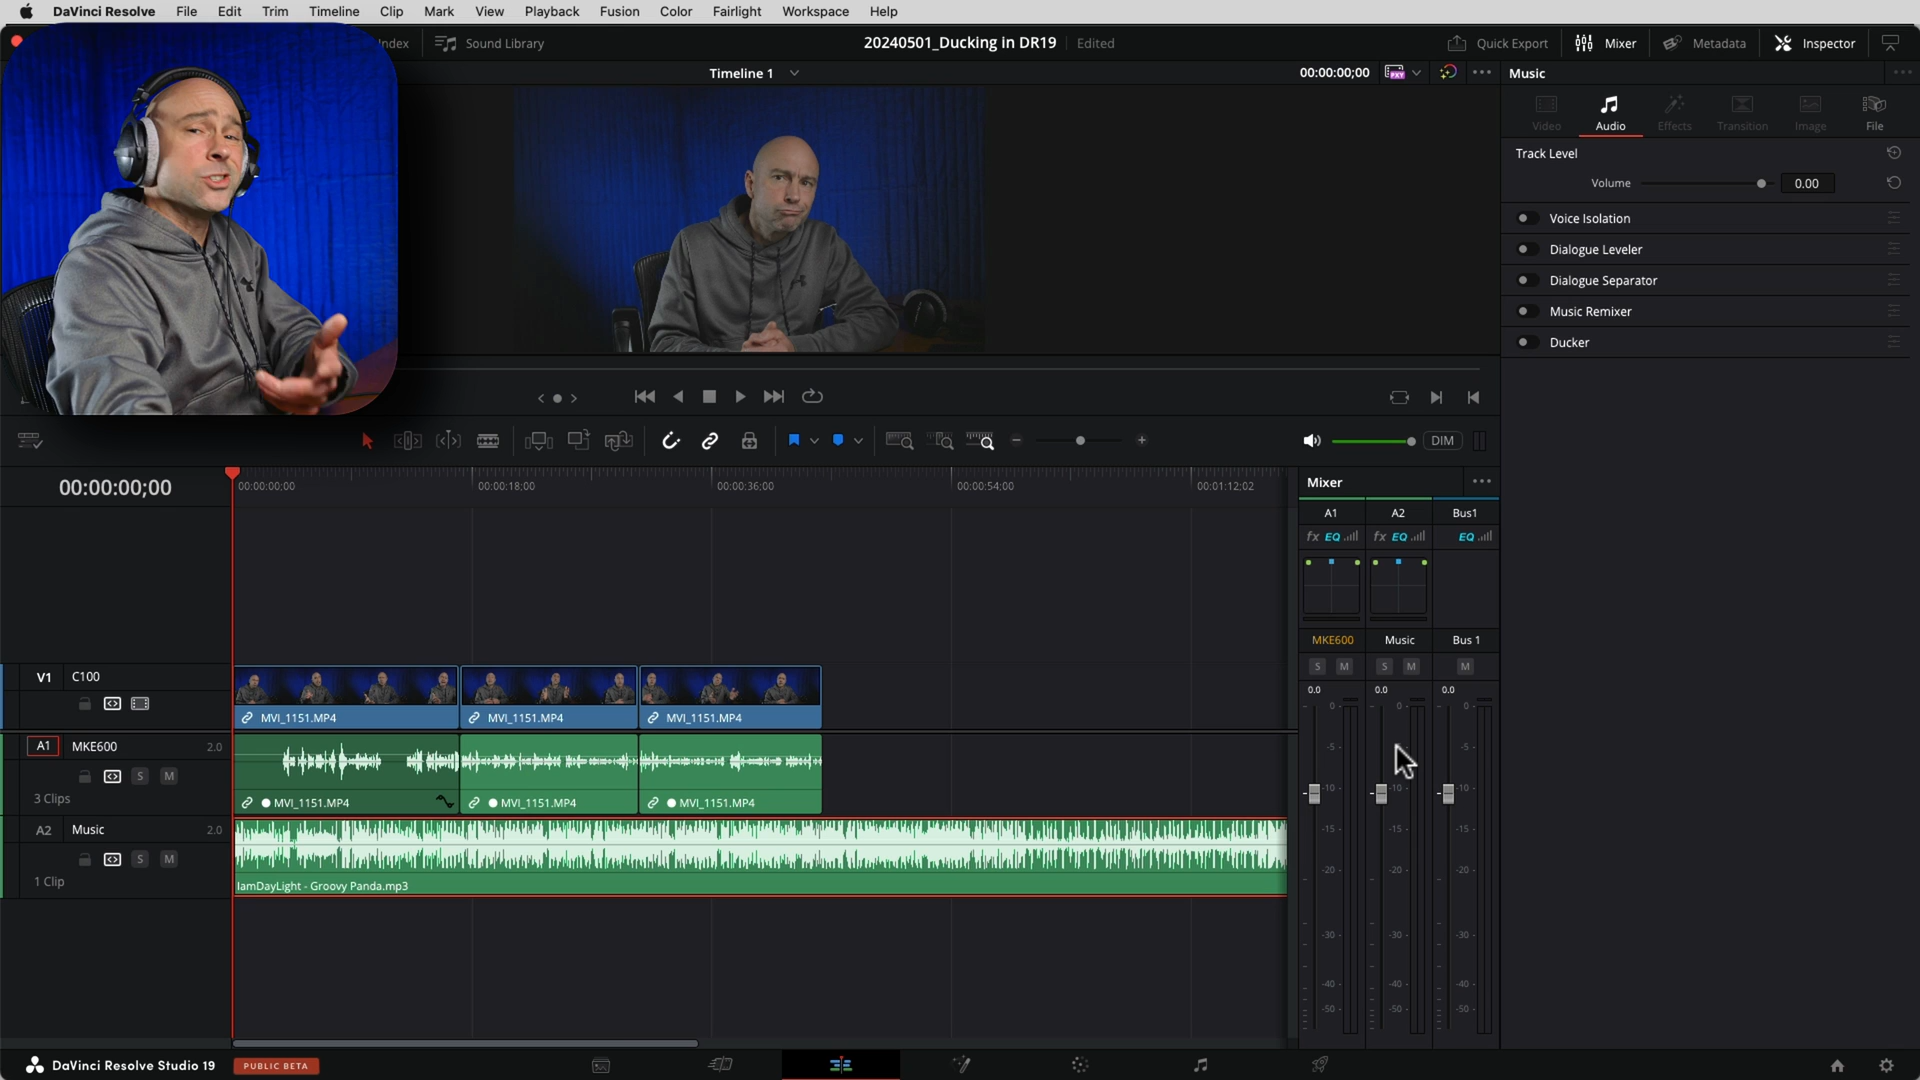 DaVinci Resolve File Edit Trim Timeline Clip Mark View Playback Fusion Color Fairlight Workspace Help
Sound Library 20240501_Ducking in DR19 Edited Quick Export Mixer Metadata Inspector
Timeline 1 00:00:00;00 PXY Music
Video Audio Effects Transition Image File
Track Level
Volume 0.00
Voice Isolation
Dialogue Leveler
Dialogue Separator
Music Remixer
Ducker
DIM
00:00:00;00 00:00:00;00 00:00:18;00 00:00:36;00 00:00:54;00 00:01:12;02 Mixer
A1 A2 Bus1
fx EQ fx EQ EQ
MKE600 Music Bus 1
S M S M M
0.0 0.0 0.0
0 0 0
-5 -5 -5
-10 -10 -10
-15 -15 -15
-20 -20 -20
-30 -30 -30
-40 -40 -40
-50 -50 -50
V1 C100
MVI_1151.MP4 MVI_1151.MP4 MVI_1151.MP4
A1 MKE600 2.0
S M
3 Clips
MVI_1151.MP4 MVI_1151.MP4 MVI_1151.MP4
A2 Music 2.0
S M
1 Clip
IamDayLight - Groovy Panda.mp3
DaVinci Resolve Studio 19 PUBLIC BETA